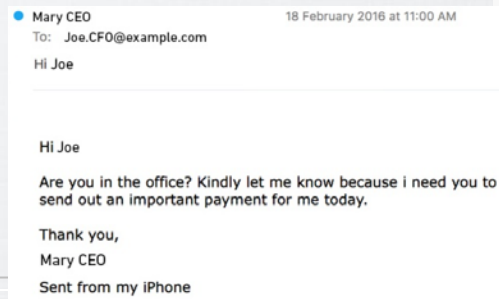 Mary CEO 18 February 2016 at 11:00 AM
To: Joe.CFO@example.com
Hi Joe
Hi Joe
Are you in the office? Kindly let me know because i need you to
send out an important payment for me today.
Thank you,
Mary CEO
Sent from my iPhone